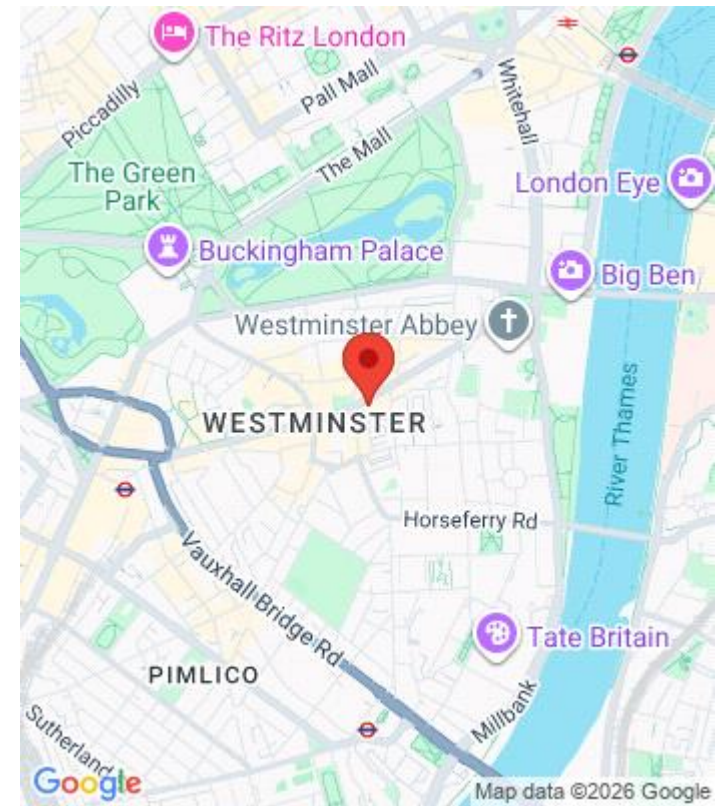 The Ritz London
Pall Mall
Whitehall
Piccadilly
The Mall
The Green
Park
London Eye
Buckingham Palace
Big Ben
Westminster Abbey
WESTMINSTER
River Thames
Horseferry Rd
Vauxhall Bridge Rd
Tate Britain
PIMLICO
Millbank
Sutherland
Google
Map data ©2026 Google